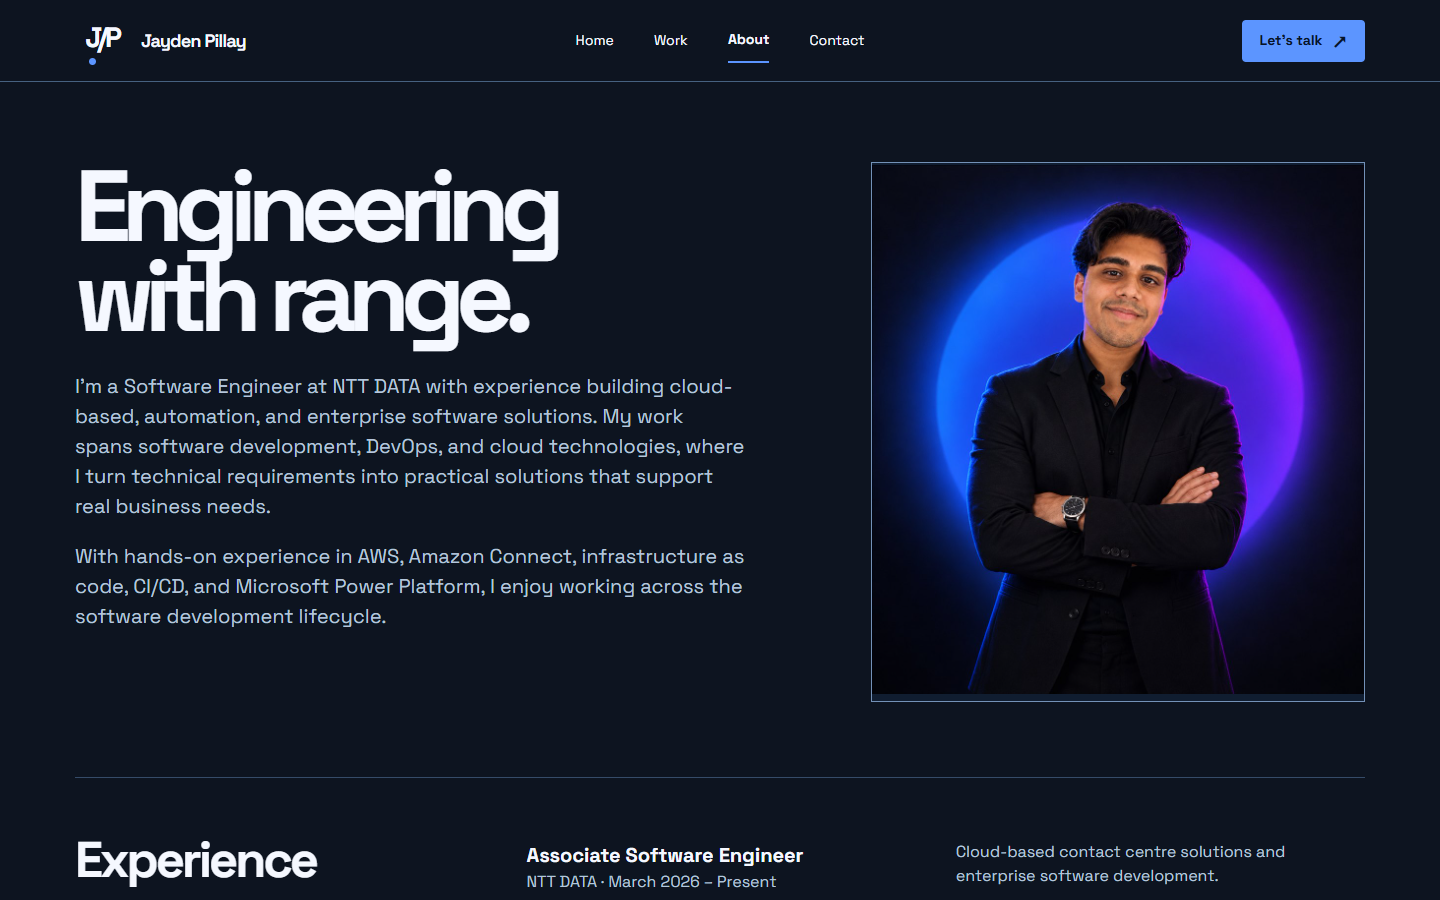 J/P
Jayden Pillay
Home
Work
About
Contact
Let's talk ↗
Engineering
with range.
I'm a Software Engineer at NTT DATA with experience building cloud-
based, automation, and enterprise software solutions. My work
spans software development, DevOps, and cloud technologies, where
I turn technical requirements into practical solutions that support
real business needs.
With hands-on experience in AWS, Amazon Connect, infrastructure as
code, CI/CD, and Microsoft Power Platform, I enjoy working across the
software development lifecycle.
Experience
Associate Software Engineer
NTT DATA · March 2026 – Present
Cloud-based contact centre solutions and
enterprise software development.